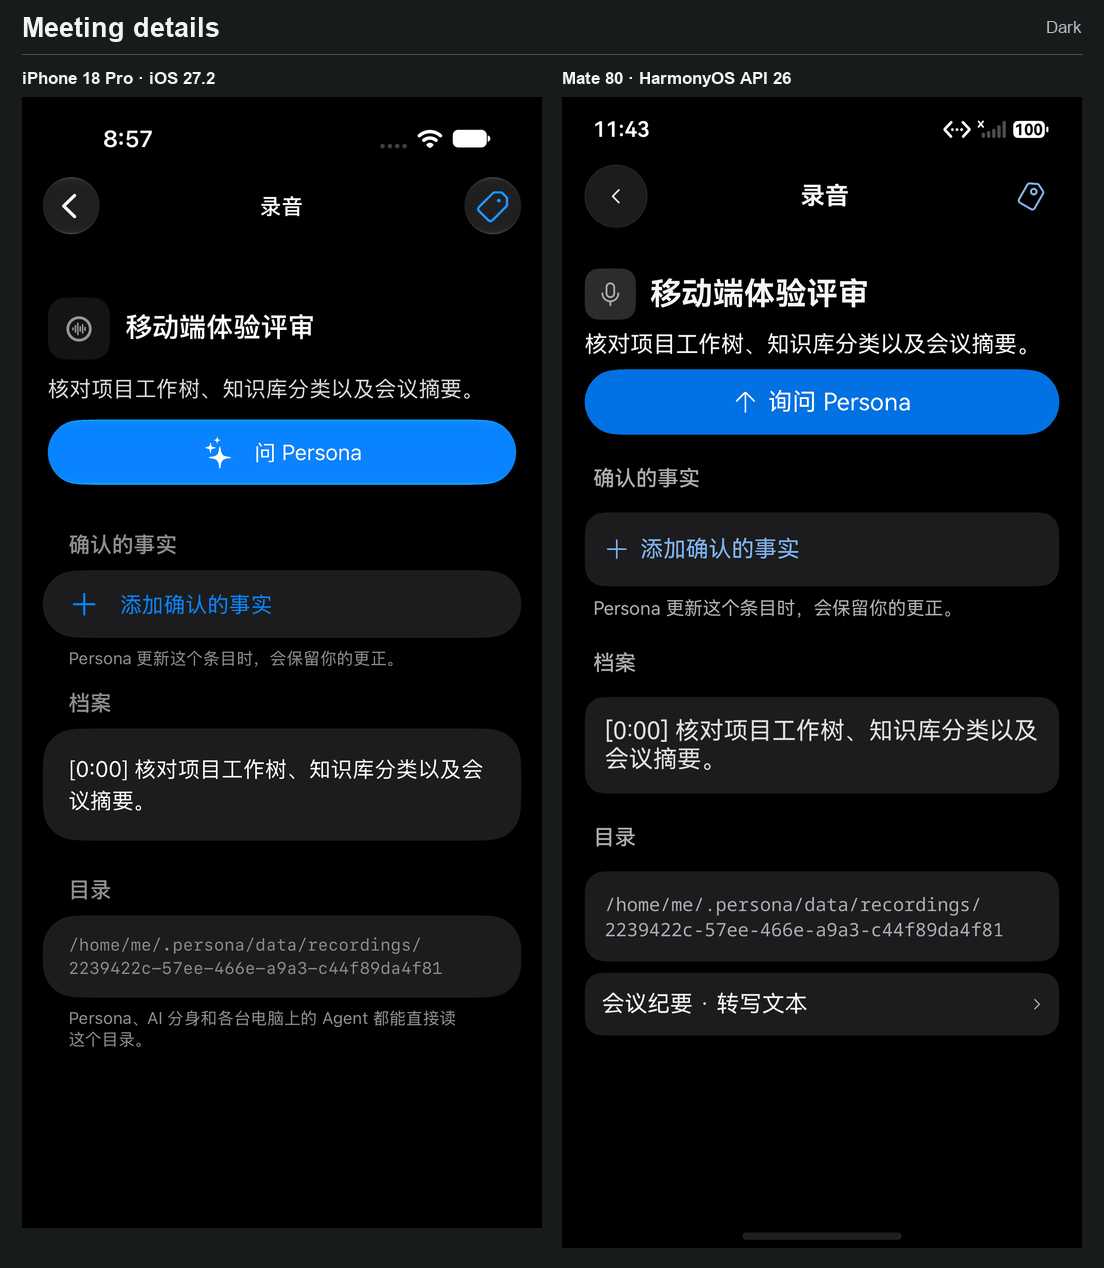 Meeting details
Dark
iPhone 18 Pro · iOS 27.2
8:57
录音
移动端体验评审
核对项目工作树、知识库分类以及会议摘要。
问 Persona
确认的事实
添加确认的事实
Persona 更新这个条目时，会保留你的更正。
档案
[0:00] 核对项目工作树、知识库分类以及会
议摘要。
目录
/home/me/.persona/data/recordings/
2239422c-57ee-466e-a9a3-c44f89da4f81
Persona、AI 分身和各台电脑上的 Agent 都能直接读
这个目录。
Mate 80 · HarmonyOS API 26
11:43
100
录音
移动端体验评审
核对项目工作树、知识库分类以及会议摘要。
询问 Persona
确认的事实
添加确认的事实
Persona 更新这个条目时，会保留你的更正。
档案
[0:00] 核对项目工作树、知识库分类以及
会议摘要。
目录
/home/me/.persona/data/recordings/
2239422c-57ee-466e-a9a3-c44f89da4f81
会议纪要 · 转写文本